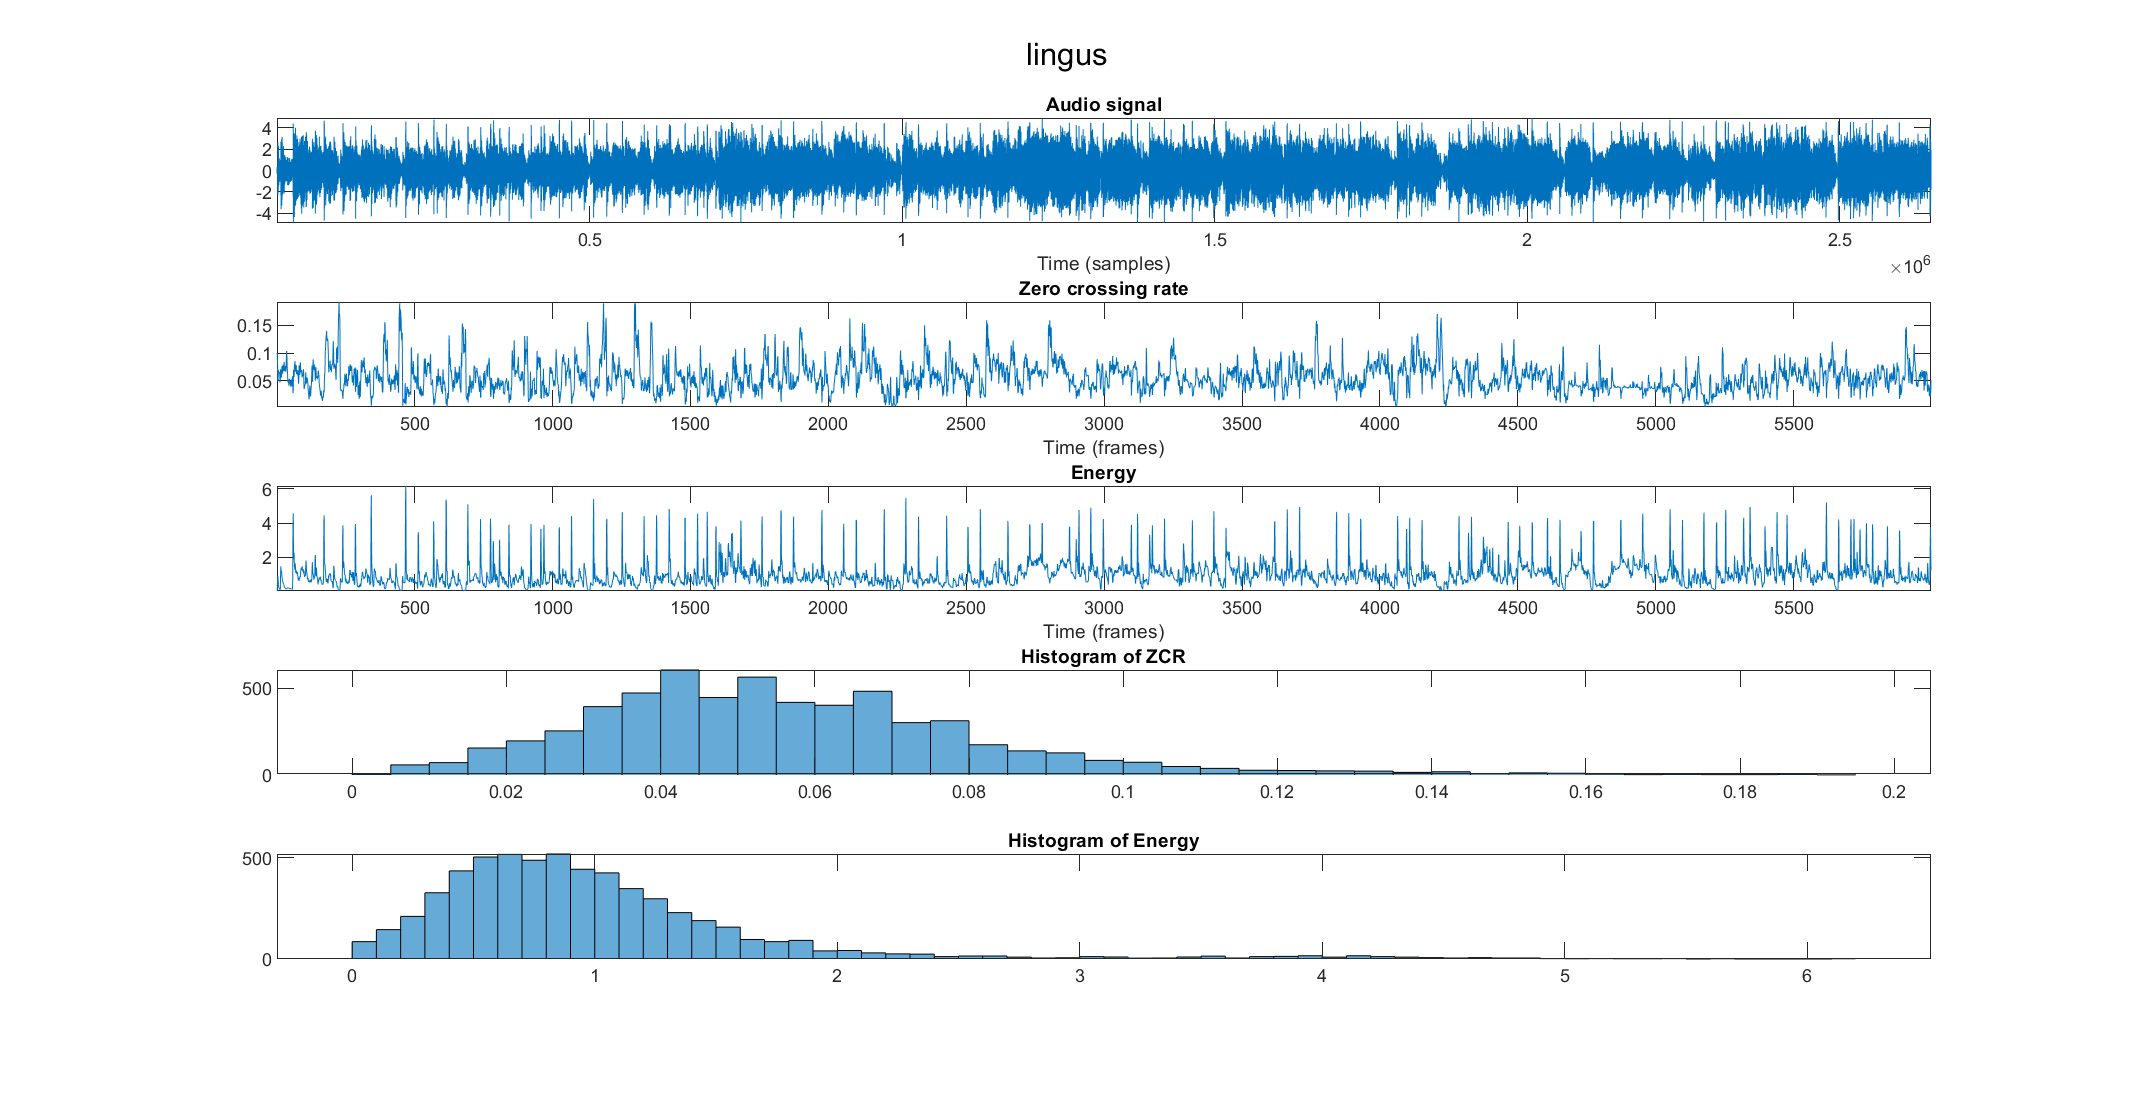 lingus
Audio signal
4
2
0
-2
-4
0.5 1 1.5 2 2.5
Time (samples) ×10^6
Zero crossing rate
0.15
0.1
0.05
500 1000 1500 2000 2500 3000 3500 4000 4500 5000 5500
Time (frames)
Energy
6
4
2
500 1000 1500 2000 2500 3000 3500 4000 4500 5000 5500
Time (frames)
Histogram of ZCR
500
0
0 0.02 0.04 0.06 0.08 0.1 0.12 0.14 0.16 0.18 0.2
Histogram of Energy
500
0
0 1 2 3 4 5 6